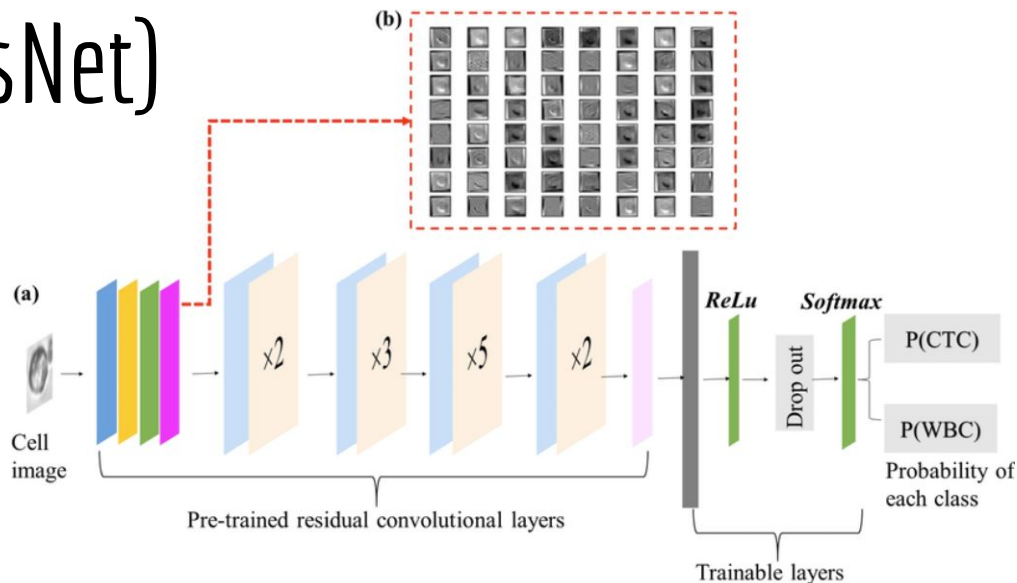 sNet)
(b)
(a)
×2
×3
×5
×2
ReLu
Softmax
Drop out
P(CTC)
P(WBC)
Cell
image
Probability of
each class
Pre-trained residual convolutional layers
Trainable layers